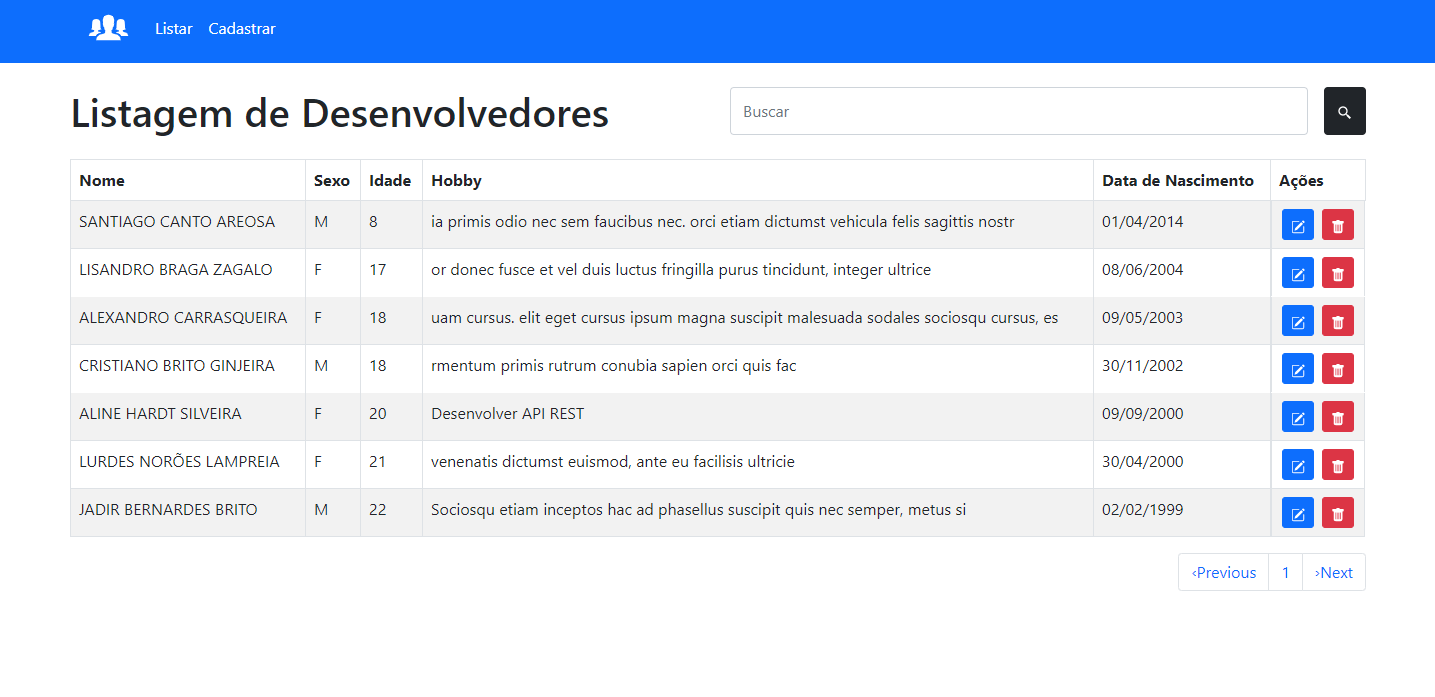 Listar Cadastrar
Listagem de Desenvolvedores Buscar
Nome Sexo Idade Hobby Data de Nascimento Ações
SANTIAGO CANTO AREOSA M 8 ia primis odio nec sem faucibus nec. orci etiam dictumst vehicula felis sagittis nostr 01/04/2014
LISANDRO BRAGA ZAGALO F 17 or donec fusce et vel duis luctus fringilla purus tincidunt, integer ultrice 08/06/2004
ALEXANDRO CARRASQUEIRA F 18 uam cursus. elit eget cursus ipsum magna suscipit malesuada sodales sociosqu cursus, es 09/05/2003
CRISTIANO BRITO GINJEIRA M 18 rmentum primis rutrum conubia sapien orci quis fac 30/11/2002
ALINE HARDT SILVEIRA F 20 Desenvolver API REST 09/09/2000
LURDES NORÕES LAMPREIA F 21 venenatis dictumst euismod, ante eu facilisis ultricie 30/04/2000
JADIR BERNARDES BRITO M 22 Sociosqu etiam inceptos hac ad phasellus suscipit quis nec semper, metus si 02/02/1999
‹Previous 1 ›Next